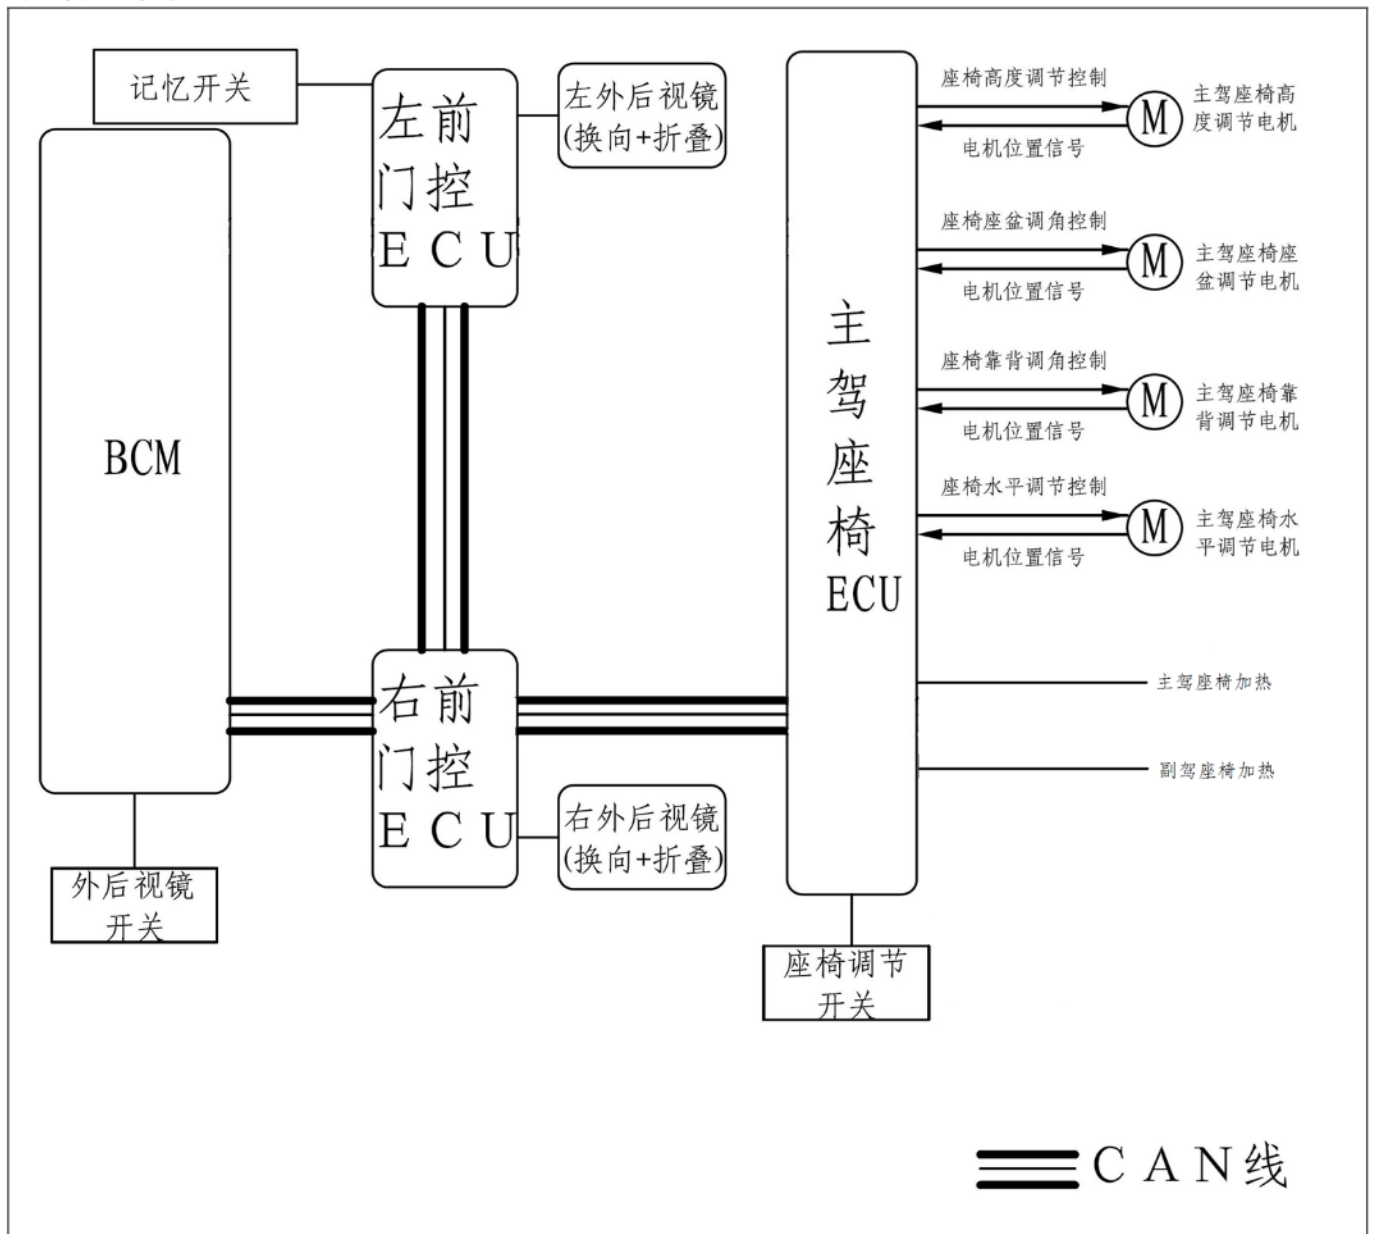 记忆开关
左前
门控
ECU
左外后视镜
(换向+折叠)
BCM
右前
门控
ECU
右外后视镜
(换向+折叠)
外后视镜
开关
主
驾
座
椅
ECU
座椅调节
开关
座椅高度调节控制
电机位置信号
M
主驾座椅高
度调节电机
座椅座盆调角控制
电机位置信号
M
主驾座椅座
盆调节电机
座椅靠背调角控制
电机位置信号
M
主驾座椅靠
背调节电机
座椅水平调节控制
电机位置信号
M
主驾座椅水
平调节电机
主驾座椅加热
副驾座椅加热
CAN线